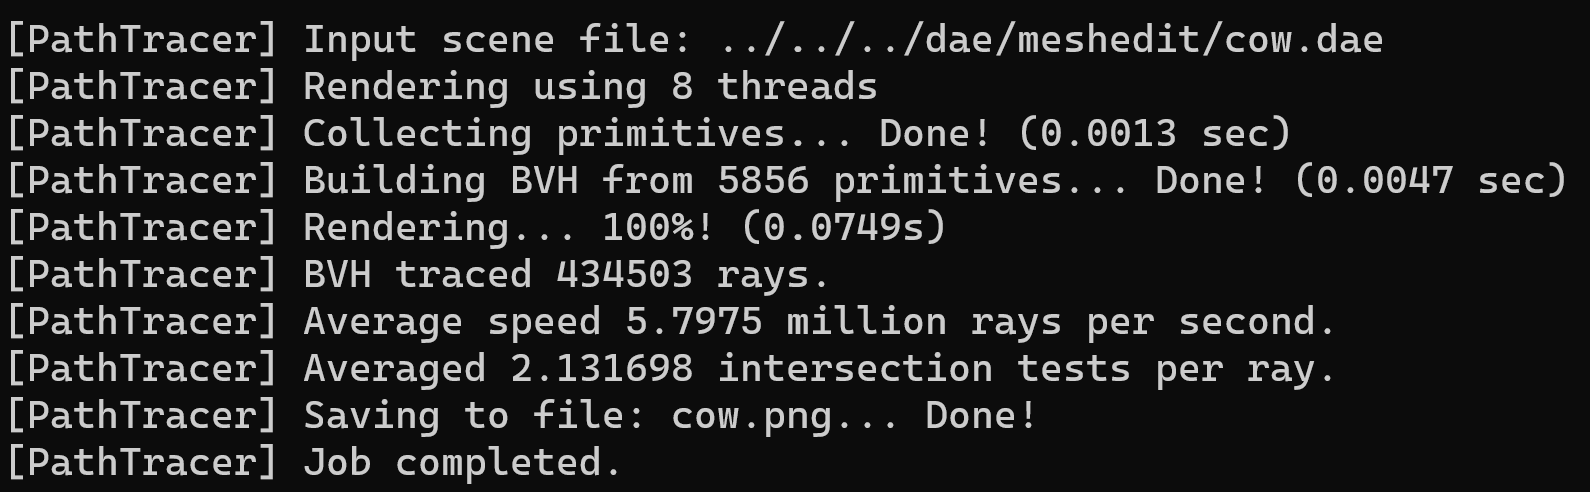 [PathTracer] Input scene file: ../../../dae/meshedit/cow.dae
[PathTracer] Rendering using 8 threads
[PathTracer] Collecting primitives... Done! (0.0013 sec)
[PathTracer] Building BVH from 5856 primitives... Done! (0.0047 sec)
[PathTracer] Rendering... 100%! (0.0749s)
[PathTracer] BVH traced 434503 rays.
[PathTracer] Average speed 5.7975 million rays per second.
[PathTracer] Averaged 2.131698 intersection tests per ray.
[PathTracer] Saving to file: cow.png... Done!
[PathTracer] Job completed.